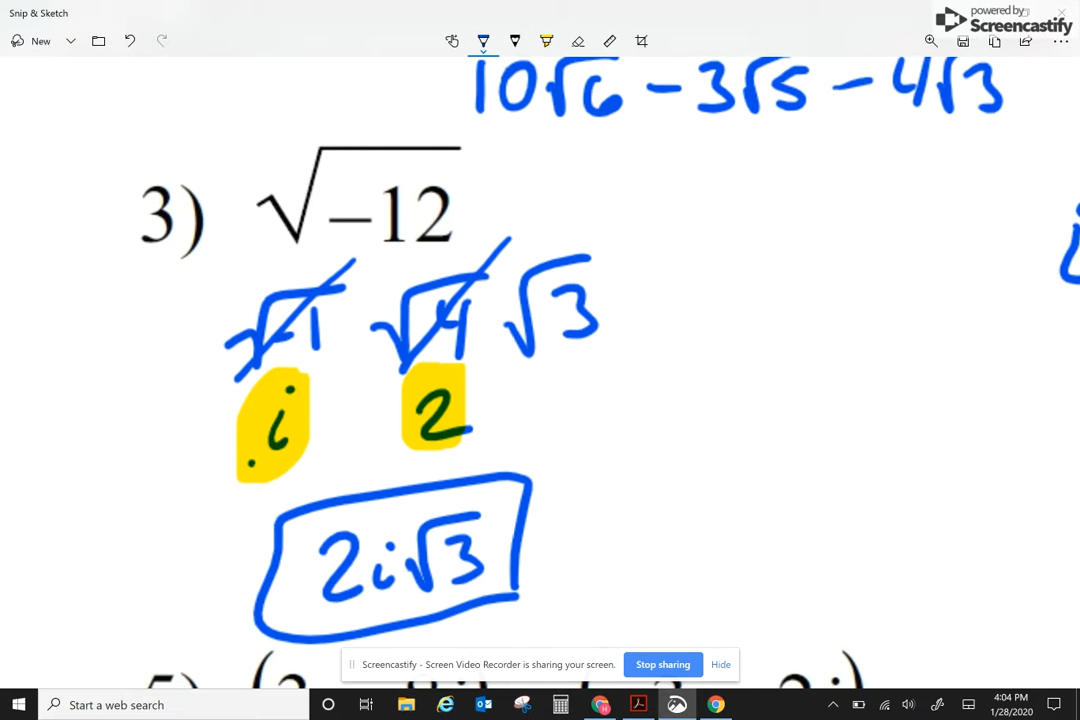 Snip & Sketch
powered by
Screencastify
New
10√6 - 3√5 - 4√3
3) √-12
√-1 √4 √3
i 2
2i√3
Screencastify - Screen Video Recorder is sharing your screen. Stop sharing Hide
Start a web search
4:04 PM
1/28/2020